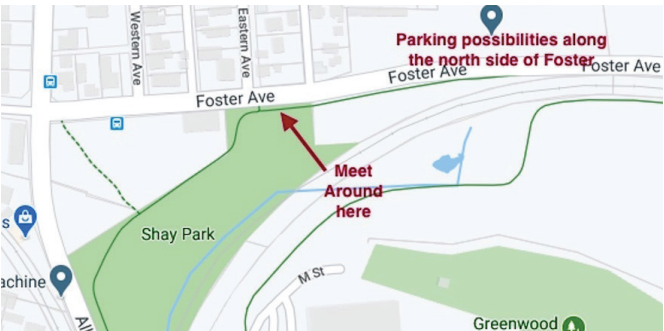 Western Ave
Eastern Ave
Parking possibilities along
the north side of Foster
Foster Ave
Foster Ave
Foster Ave
Meet
Around
here
Shay Park
s
achine
M St
All
Greenwood